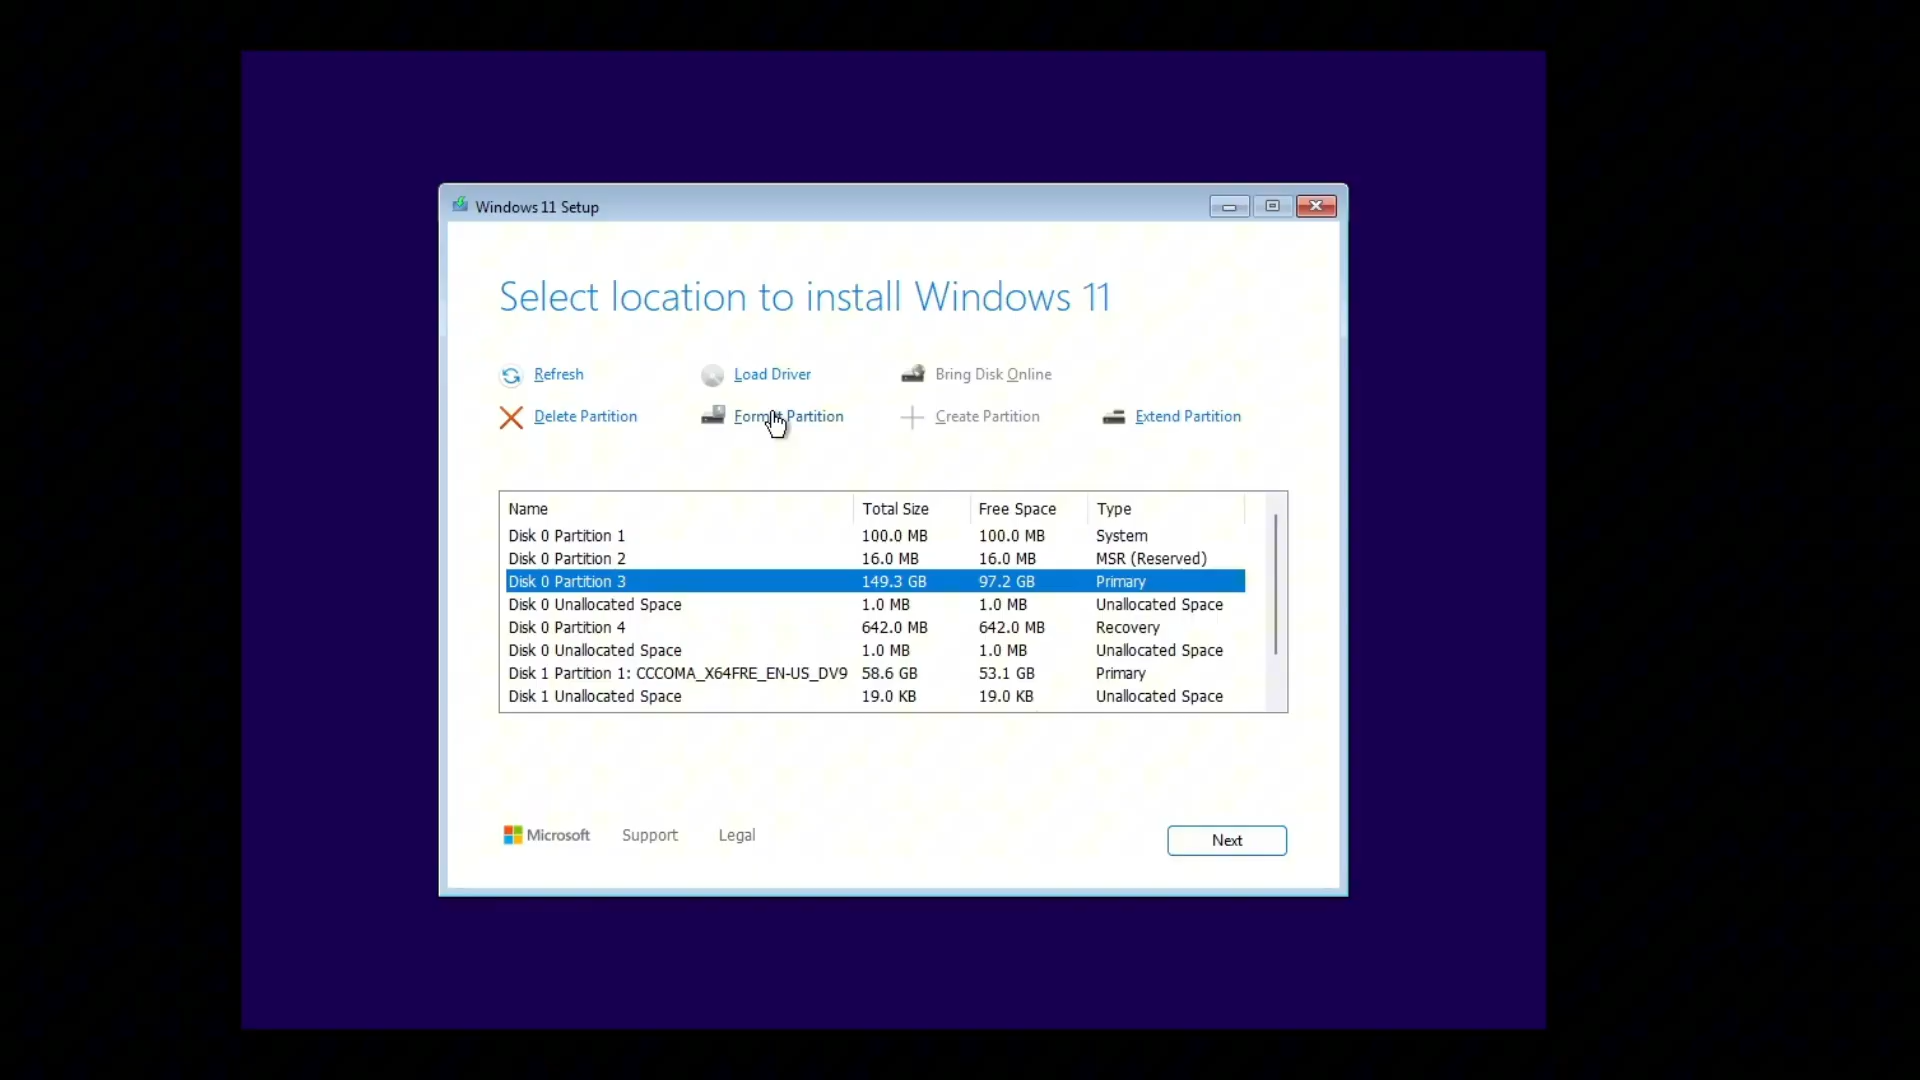 Windows 11 Setup
Select location to install Windows 11
Refresh Load Driver Bring Disk Online
Delete Partition Format Partition Create Partition Extend Partition
Name Total Size Free Space Type
Disk 0 Partition 1 100.0 MB 100.0 MB System
Disk 0 Partition 2 16.0 MB 16.0 MB MSR (Reserved)
Disk 0 Partition 3 149.3 GB 97.2 GB Primary
Disk 0 Unallocated Space 1.0 MB 1.0 MB Unallocated Space
Disk 0 Partition 4 642.0 MB 642.0 MB Recovery
Disk 0 Unallocated Space 1.0 MB 1.0 MB Unallocated Space
Disk 1 Partition 1: CCCOMA_X64FRE_EN-US_DV9 58.6 GB 53.1 GB Primary
Disk 1 Unallocated Space 19.0 KB 19.0 KB Unallocated Space
Microsoft Support Legal Next